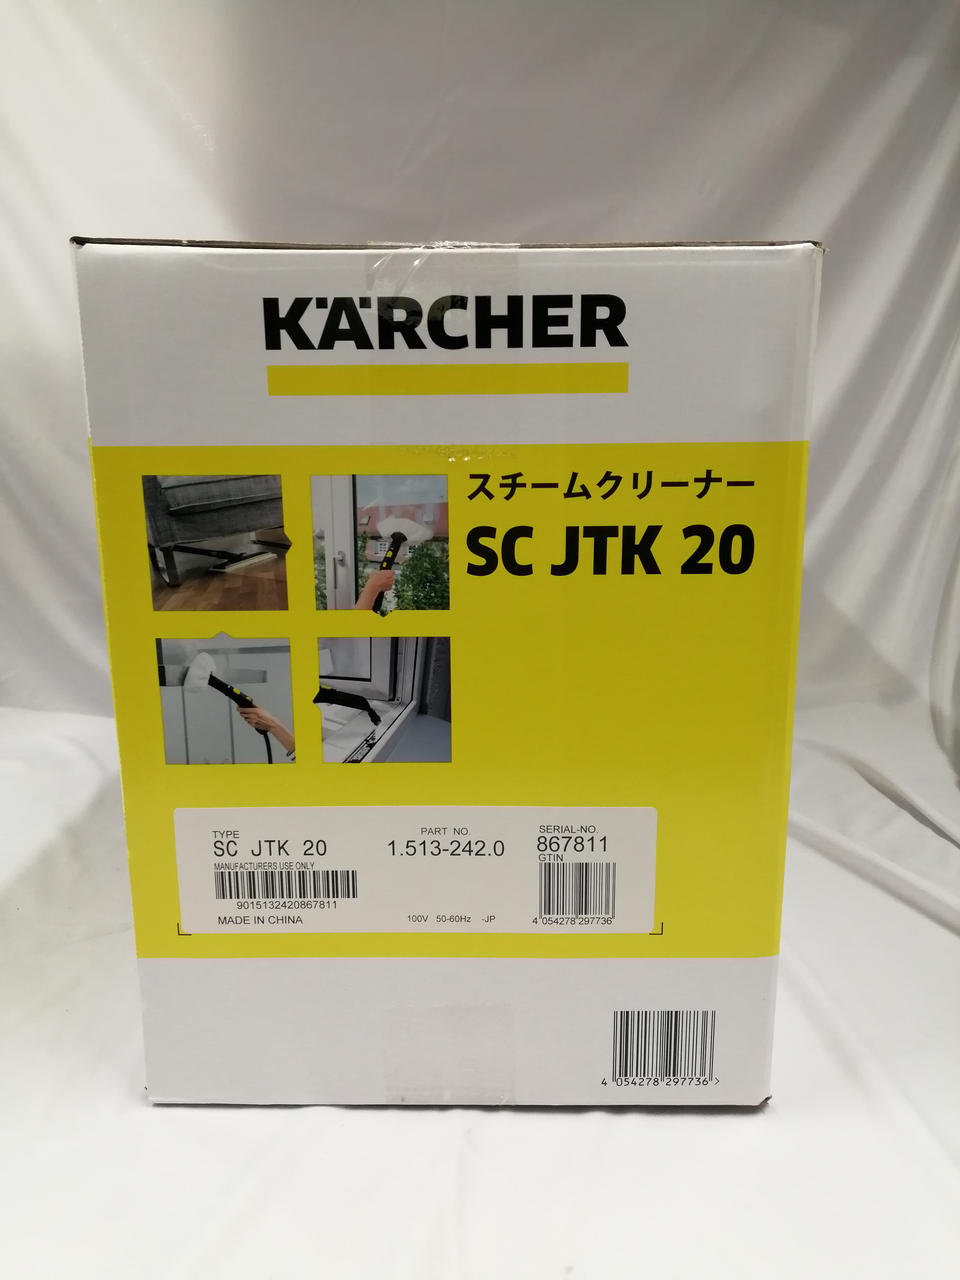 KÄRCHER
スチームクリーナー
SC JTK 20
TYPE
SC JTK 20
MANUFACTURERS USE ONLY
9015132420867811
MADE IN CHINA
PART NO.
1.513-242.0
100V 50-60Hz -JP
SERIAL-NO.
867811
GTIN
4 054278 297736
4 054278 297736 >